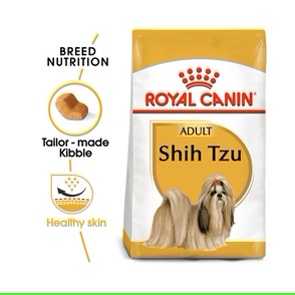 BREED
NUTRITION
Tailor - made
Kibble
Healthy skin
ROYAL CANIN
ADULT
Shih Tzu